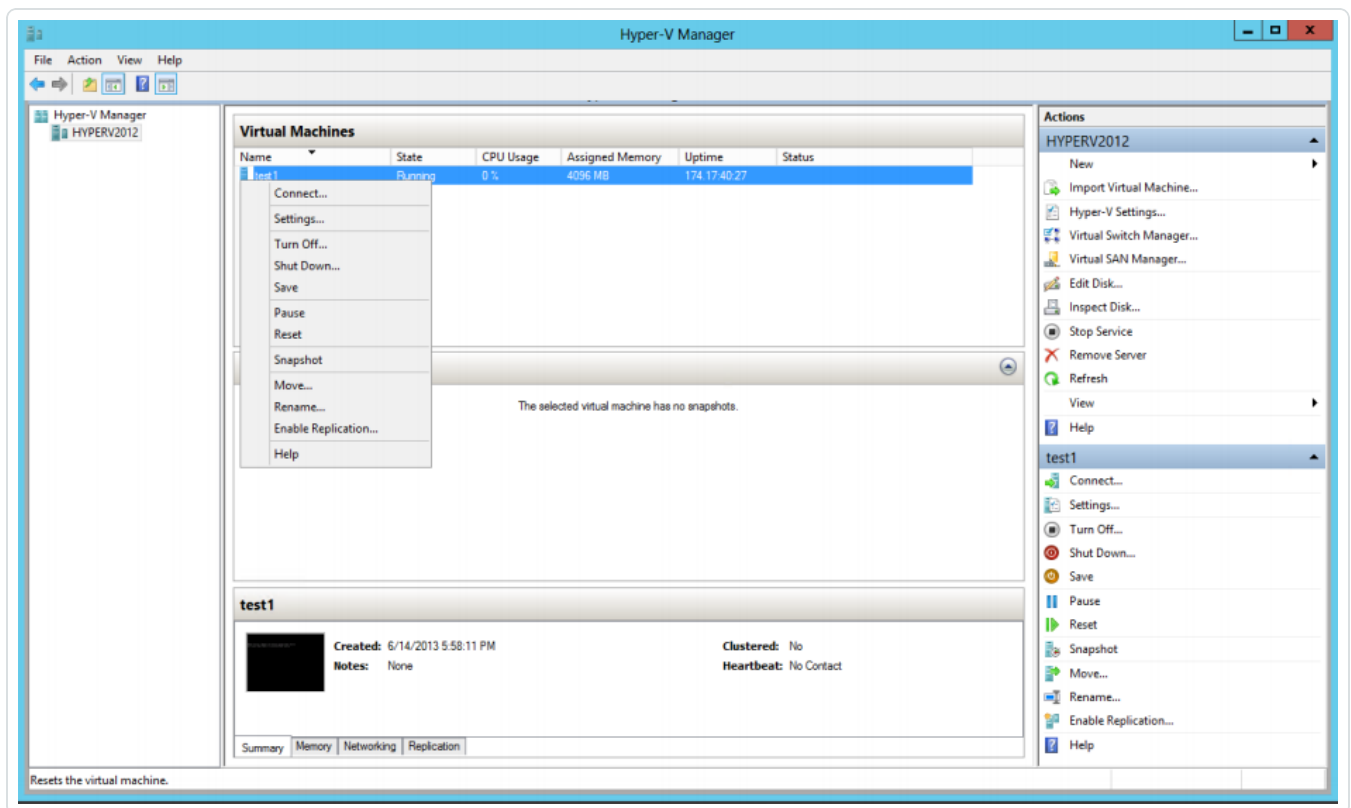 Hyper-V Manager
File Action View Help
Hyper-V Manager
HYPERV2012
Virtual Machines
Name State CPU Usage Assigned Memory Uptime Status
test1 Running 0 % 4096 MB 174.17:40:27
Connect...
Settings...
Turn Off...
Shut Down...
Save
Pause
Reset
Snapshot
Move...
Rename...
Enable Replication...
Help
The selected virtual machine has no snapshots.
test1
Created: 6/14/2013 5:58:11 PM Clustered: No
Notes: None Heartbeat: No Contact
Summary Memory Networking Replication
Actions
HYPERV2012
New
Import Virtual Machine...
Hyper-V Settings...
Virtual Switch Manager...
Virtual SAN Manager...
Edit Disk...
Inspect Disk...
Stop Service
Remove Server
Refresh
View
Help
test1
Connect...
Settings...
Turn Off...
Shut Down...
Save
Pause
Reset
Snapshot
Move...
Rename...
Enable Replication...
Help
Resets the virtual machine.